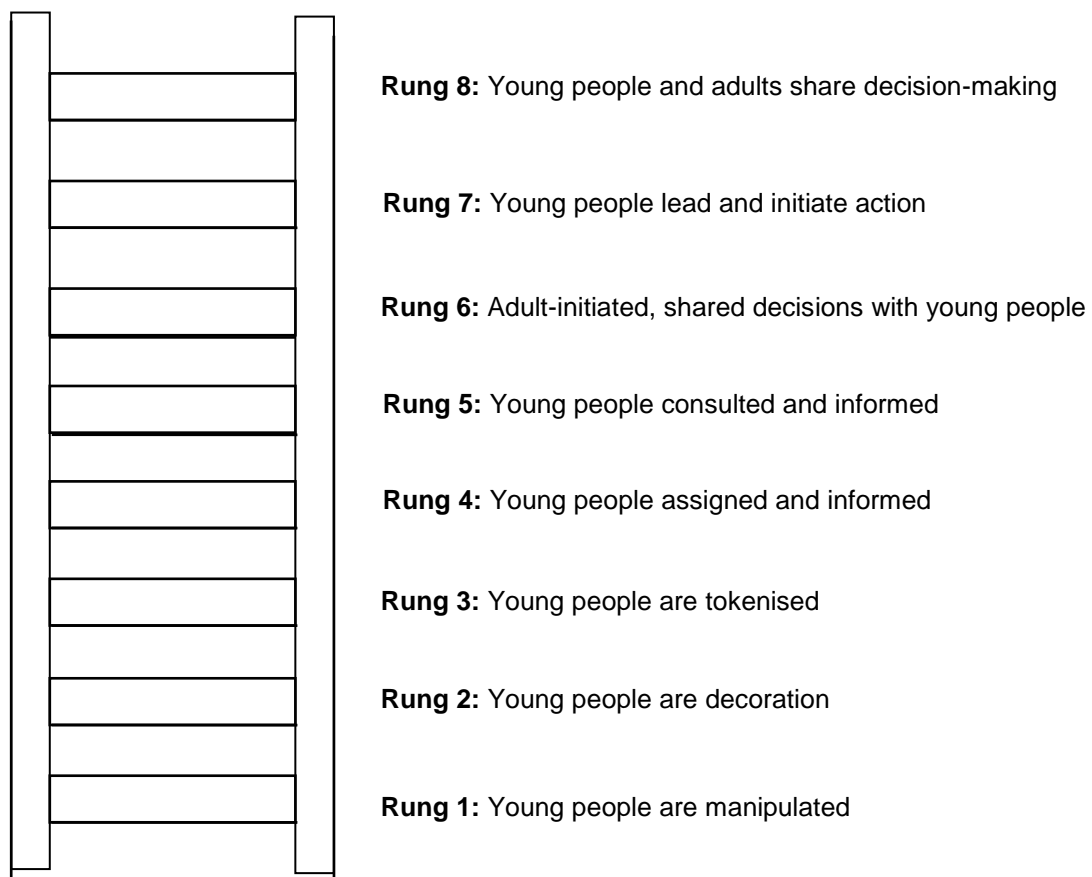 Rung 8: Young people and adults share decision-making
Rung 7: Young people lead and initiate action
Rung 6: Adult-initiated, shared decisions with young people
Rung 5: Young people consulted and informed
Rung 4: Young people assigned and informed
Rung 3: Young people are tokenised
Rung 2: Young people are decoration
Rung 1: Young people are manipulated